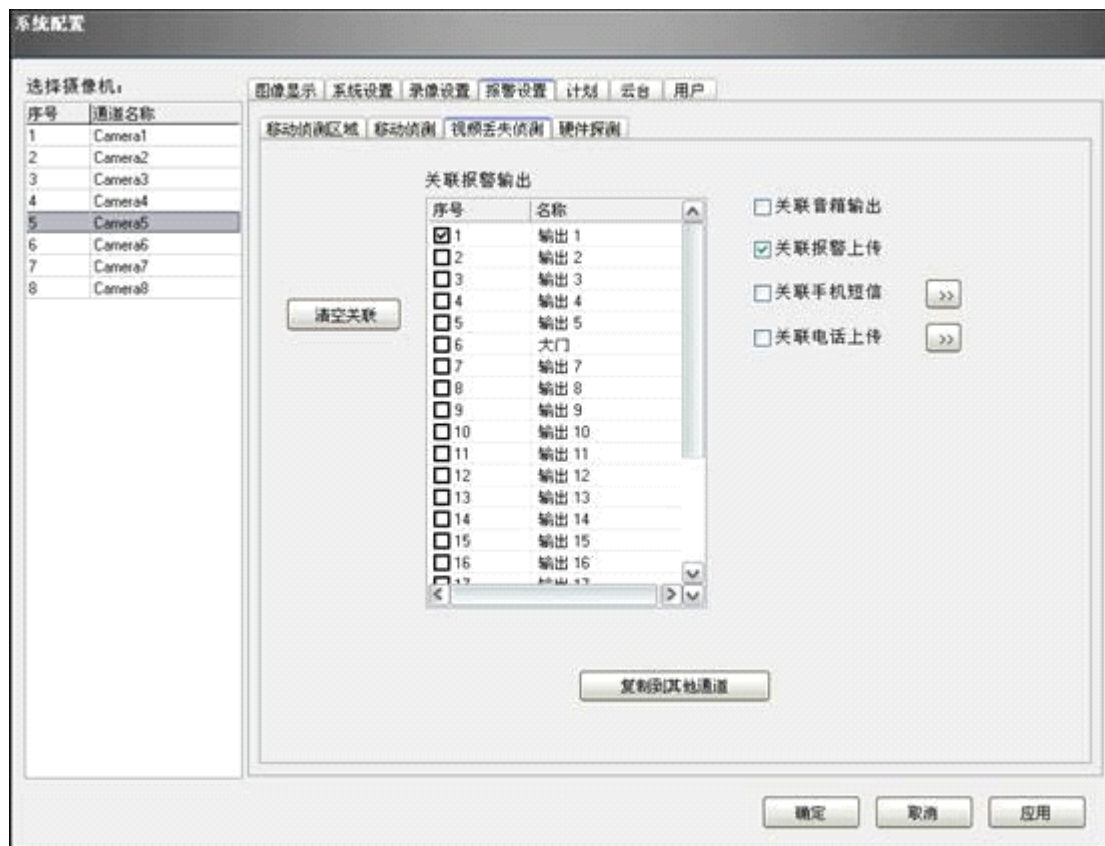 系统配置
选择摄像机：
序号 通道名称
1 Camera1
2 Camera2
3 Camera3
4 Camera4
5 Camera5
6 Camera6
7 Camera7
8 Camera8
图像显示 系统设置 录像设置 报警设置 计划 云台 用户
移动侦测区域 移动侦测 视频丢失侦测 硬件探测
关联报警输出
序号 名称
1 输出 1
2 输出 2
3 输出 3
4 输出 4
5 输出 5
6 大门
7 输出 7
8 输出 8
9 输出 9
10 输出 10
11 输出 11
12 输出 12
13 输出 13
14 输出 14
15 输出 15
16 输出 16
17 输出 17
清空关联
关联音箱输出
关联报警上传
关联手机短信 >>
关联电话上传 >>
复制到其他通道
确定 取消 应用